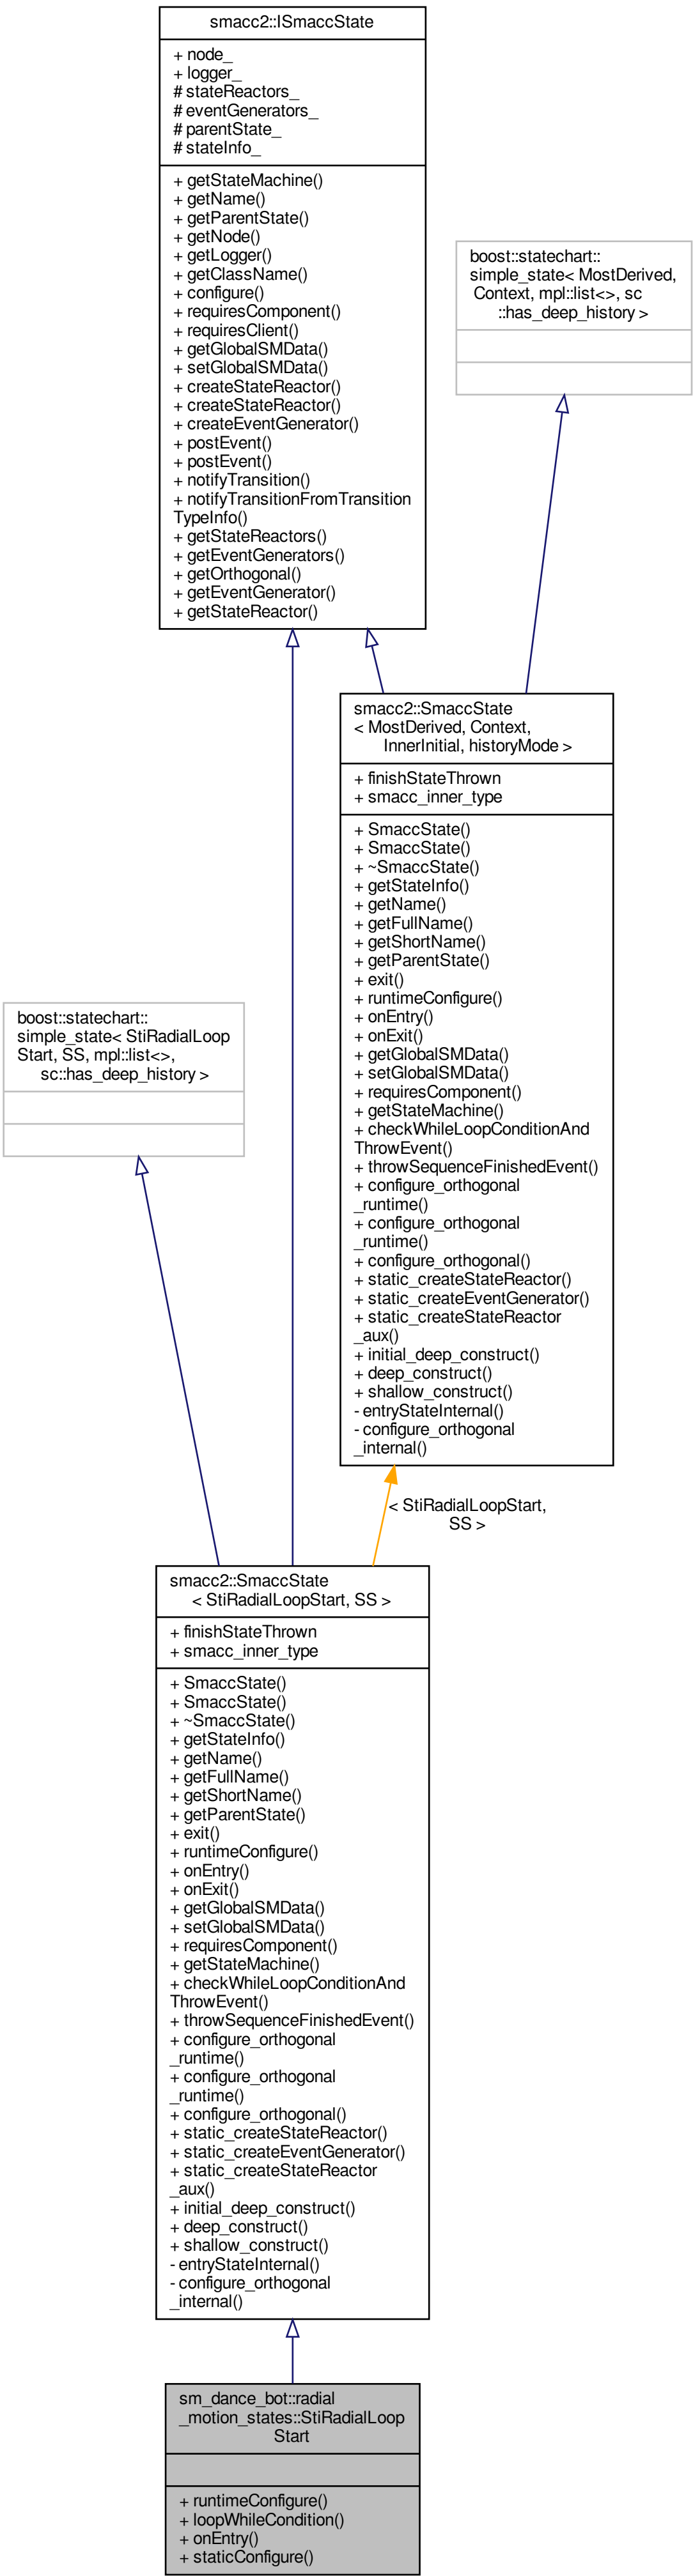 smacc2::ISmaccState
+ node_
+ logger_
# stateReactors_
# eventGenerators_
# parentState_
# stateInfo_
+ getStateMachine()
+ getName()
+ getParentState()
+ getNode()
+ getLogger()
+ getClassName()
+ configure()
+ requiresComponent()
+ requiresClient()
+ getGlobalSMData()
+ setGlobalSMData()
+ createStateReactor()
+ createStateReactor()
+ createEventGenerator()
+ postEvent()
+ postEvent()
+ notifyTransition()
+ notifyTransitionFromTransition
TypeInfo()
+ getStateReactors()
+ getEventGenerators()
+ getOrthogonal()
+ getEventGenerator()
+ getStateReactor()
boost::statechart::
simple_state< MostDerived,
Context, mpl::list<>, sc
::has_deep_history >
smacc2::SmaccState
< MostDerived, Context,
InnerInitial, historyMode >
+ finishStateThrown
+ smacc_inner_type
+ SmaccState()
+ SmaccState()
+ ~SmaccState()
+ getStateInfo()
+ getName()
+ getFullName()
+ getShortName()
+ getParentState()
+ exit()
+ runtimeConfigure()
+ onEntry()
+ onExit()
+ getGlobalSMData()
+ setGlobalSMData()
+ requiresComponent()
+ getStateMachine()
+ checkWhileLoopConditionAnd
ThrowEvent()
+ throwSequenceFinishedEvent()
+ configure_orthogonal
_runtime()
+ configure_orthogonal
_runtime()
+ configure_orthogonal()
+ static_createStateReactor()
+ static_createEventGenerator()
+ static_createStateReactor
_aux()
+ initial_deep_construct()
+ deep_construct()
+ shallow_construct()
- entryStateInternal()
- configure_orthogonal
_internal()
boost::statechart::
simple_state< StiRadialLoop
Start, SS, mpl::list<>,
sc::has_deep_history >
< StiRadialLoopStart,
SS >
smacc2::SmaccState
< StiRadialLoopStart, SS >
+ finishStateThrown
+ smacc_inner_type
+ SmaccState()
+ SmaccState()
+ ~SmaccState()
+ getStateInfo()
+ getName()
+ getFullName()
+ getShortName()
+ getParentState()
+ exit()
+ runtimeConfigure()
+ onEntry()
+ onExit()
+ getGlobalSMData()
+ setGlobalSMData()
+ requiresComponent()
+ getStateMachine()
+ checkWhileLoopConditionAnd
ThrowEvent()
+ throwSequenceFinishedEvent()
+ configure_orthogonal
_runtime()
+ configure_orthogonal
_runtime()
+ configure_orthogonal()
+ static_createStateReactor()
+ static_createEventGenerator()
+ static_createStateReactor
_aux()
+ initial_deep_construct()
+ deep_construct()
+ shallow_construct()
- entryStateInternal()
- configure_orthogonal
_internal()
sm_dance_bot::radial
_motion_states::StiRadialLoop
Start
+ runtimeConfigure()
+ loopWhileCondition()
+ onEntry()
+ staticConfigure()